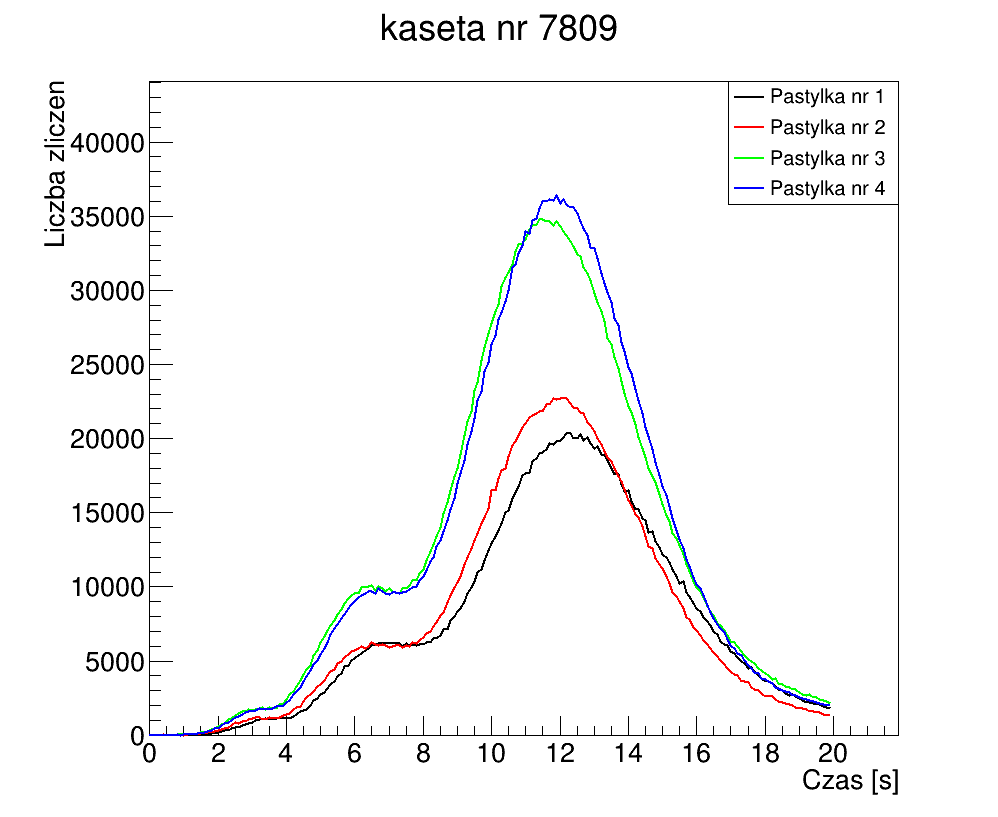 kaseta nr 7809
Liczba zliczen
Pastylka nr 1
Pastylka nr 2
Pastylka nr 3
Pastylka nr 4
40000
35000
30000
25000
20000
15000
10000
5000
0
0 2 4 6 8 10 12 14 16 18 20
Czas [s]